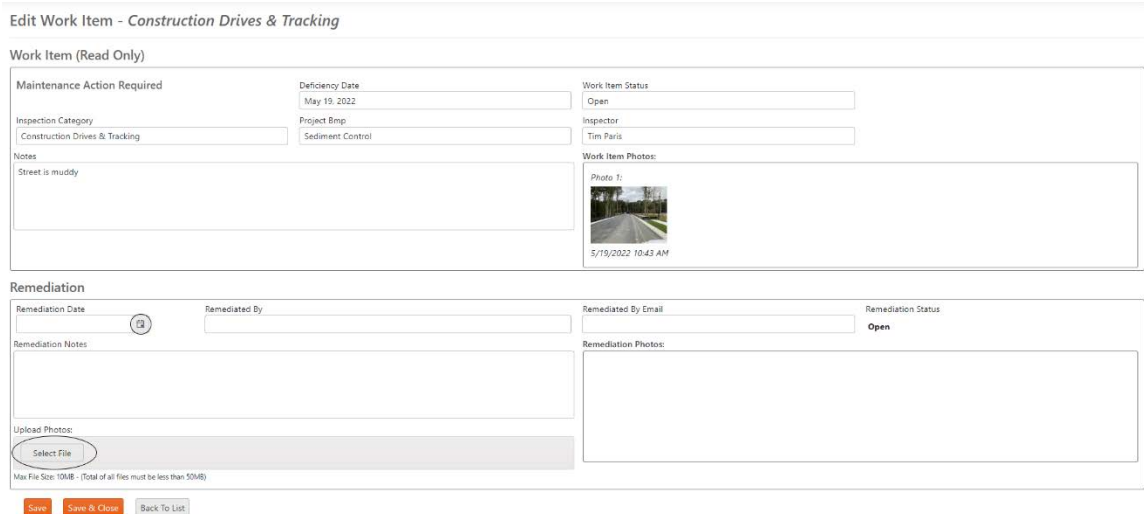 Edit Work Item - Construction Drives & Tracking
Work Item (Read Only)
Maintenance Action Required
Deficiency Date
May 19, 2022
Work Item Status
Open
Inspection Category
Construction Drives & Tracking
Project Bmp
Sediment Control
Inspector
Tim Paris
Notes
Street is muddy
Work Item Photos:
Photo 1:
5/19/2022 10:43 AM
Remediation
Remediation Date
Remediated By
Remediated By Email
Remediation Status
Open
Remediation Notes
Remediation Photos:
Upload Photos:
Select File
Max File Size: 10MB - (Total of all files must be less than 50MB)
Save
Save & Close
Back To List